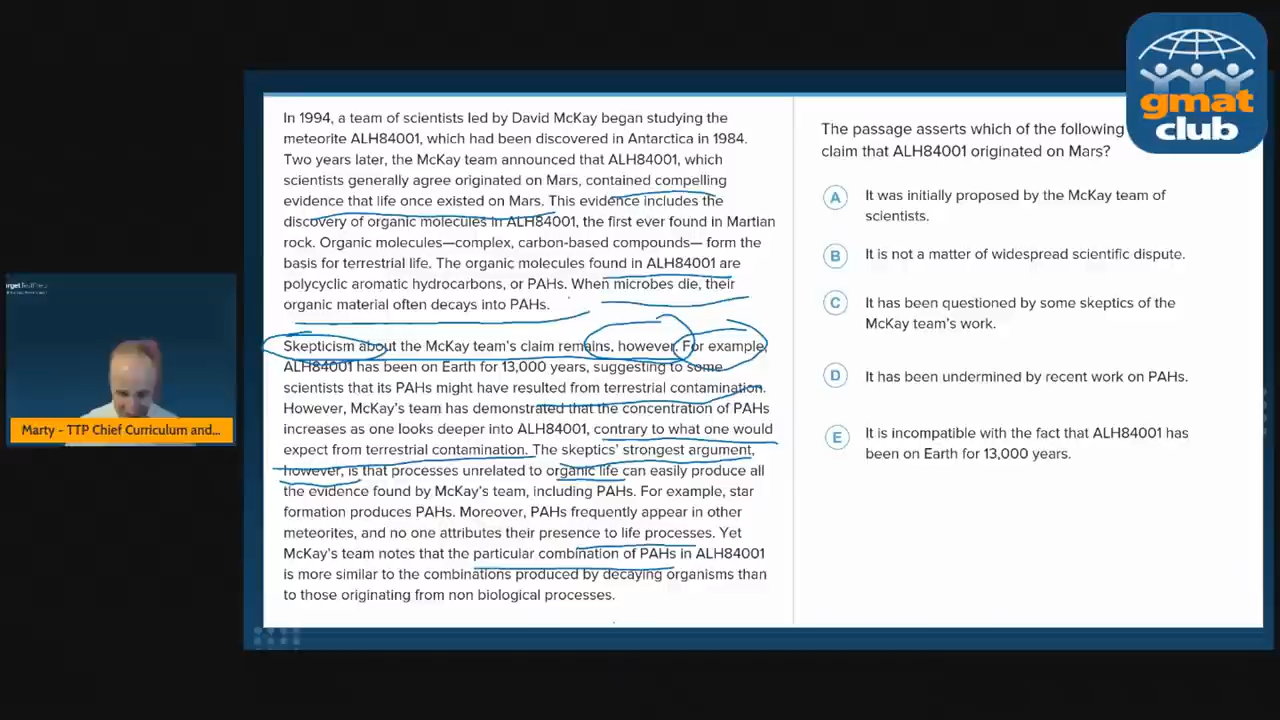 gmat
club
In 1994, a team of scientists led by David McKay began studying the
meteorite ALH84001, which had been discovered in Antarctica in 1984.
Two years later, the McKay team announced that ALH84001, which
scientists generally agree originated on Mars, contained compelling
evidence that life once existed on Mars. This evidence includes the
discovery of organic molecules in ALH84001, the first ever found in Martian
rock. Organic molecules—complex, carbon-based compounds— form the
basis for terrestrial life. The organic molecules found in ALH84001 are
polycyclic aromatic hydrocarbons, or PAHs. When microbes die, their
organic material often decays into PAHs.
Skepticism about the McKay team's claim remains, however. For example,
ALH84001 has been on Earth for 13,000 years, suggesting to some
scientists that its PAHs might have resulted from terrestrial contamination.
However, McKay's team has demonstrated that the concentration of PAHs
increases as one looks deeper into ALH84001, contrary to what one would
expect from terrestrial contamination. The skeptics' strongest argument,
however, is that processes unrelated to organic life can easily produce all
the evidence found by McKay's team, including PAHs. For example, star
formation produces PAHs. Moreover, PAHs frequently appear in other
meteorites, and no one attributes their presence to life processes. Yet
McKay's team notes that the particular combination of PAHs in ALH84001
is more similar to the combinations produced by decaying organisms than
to those originating from non biological processes.
The passage asserts which of the following
claim that ALH84001 originated on Mars?
A It was initially proposed by the McKay team of
scientists.
B It is not a matter of widespread scientific dispute.
C It has been questioned by some skeptics of the
McKay team's work.
D It has been undermined by recent work on PAHs.
E It is incompatible with the fact that ALH84001 has
been on Earth for 13,000 years.
Marty - TTP Chief Curriculum and...